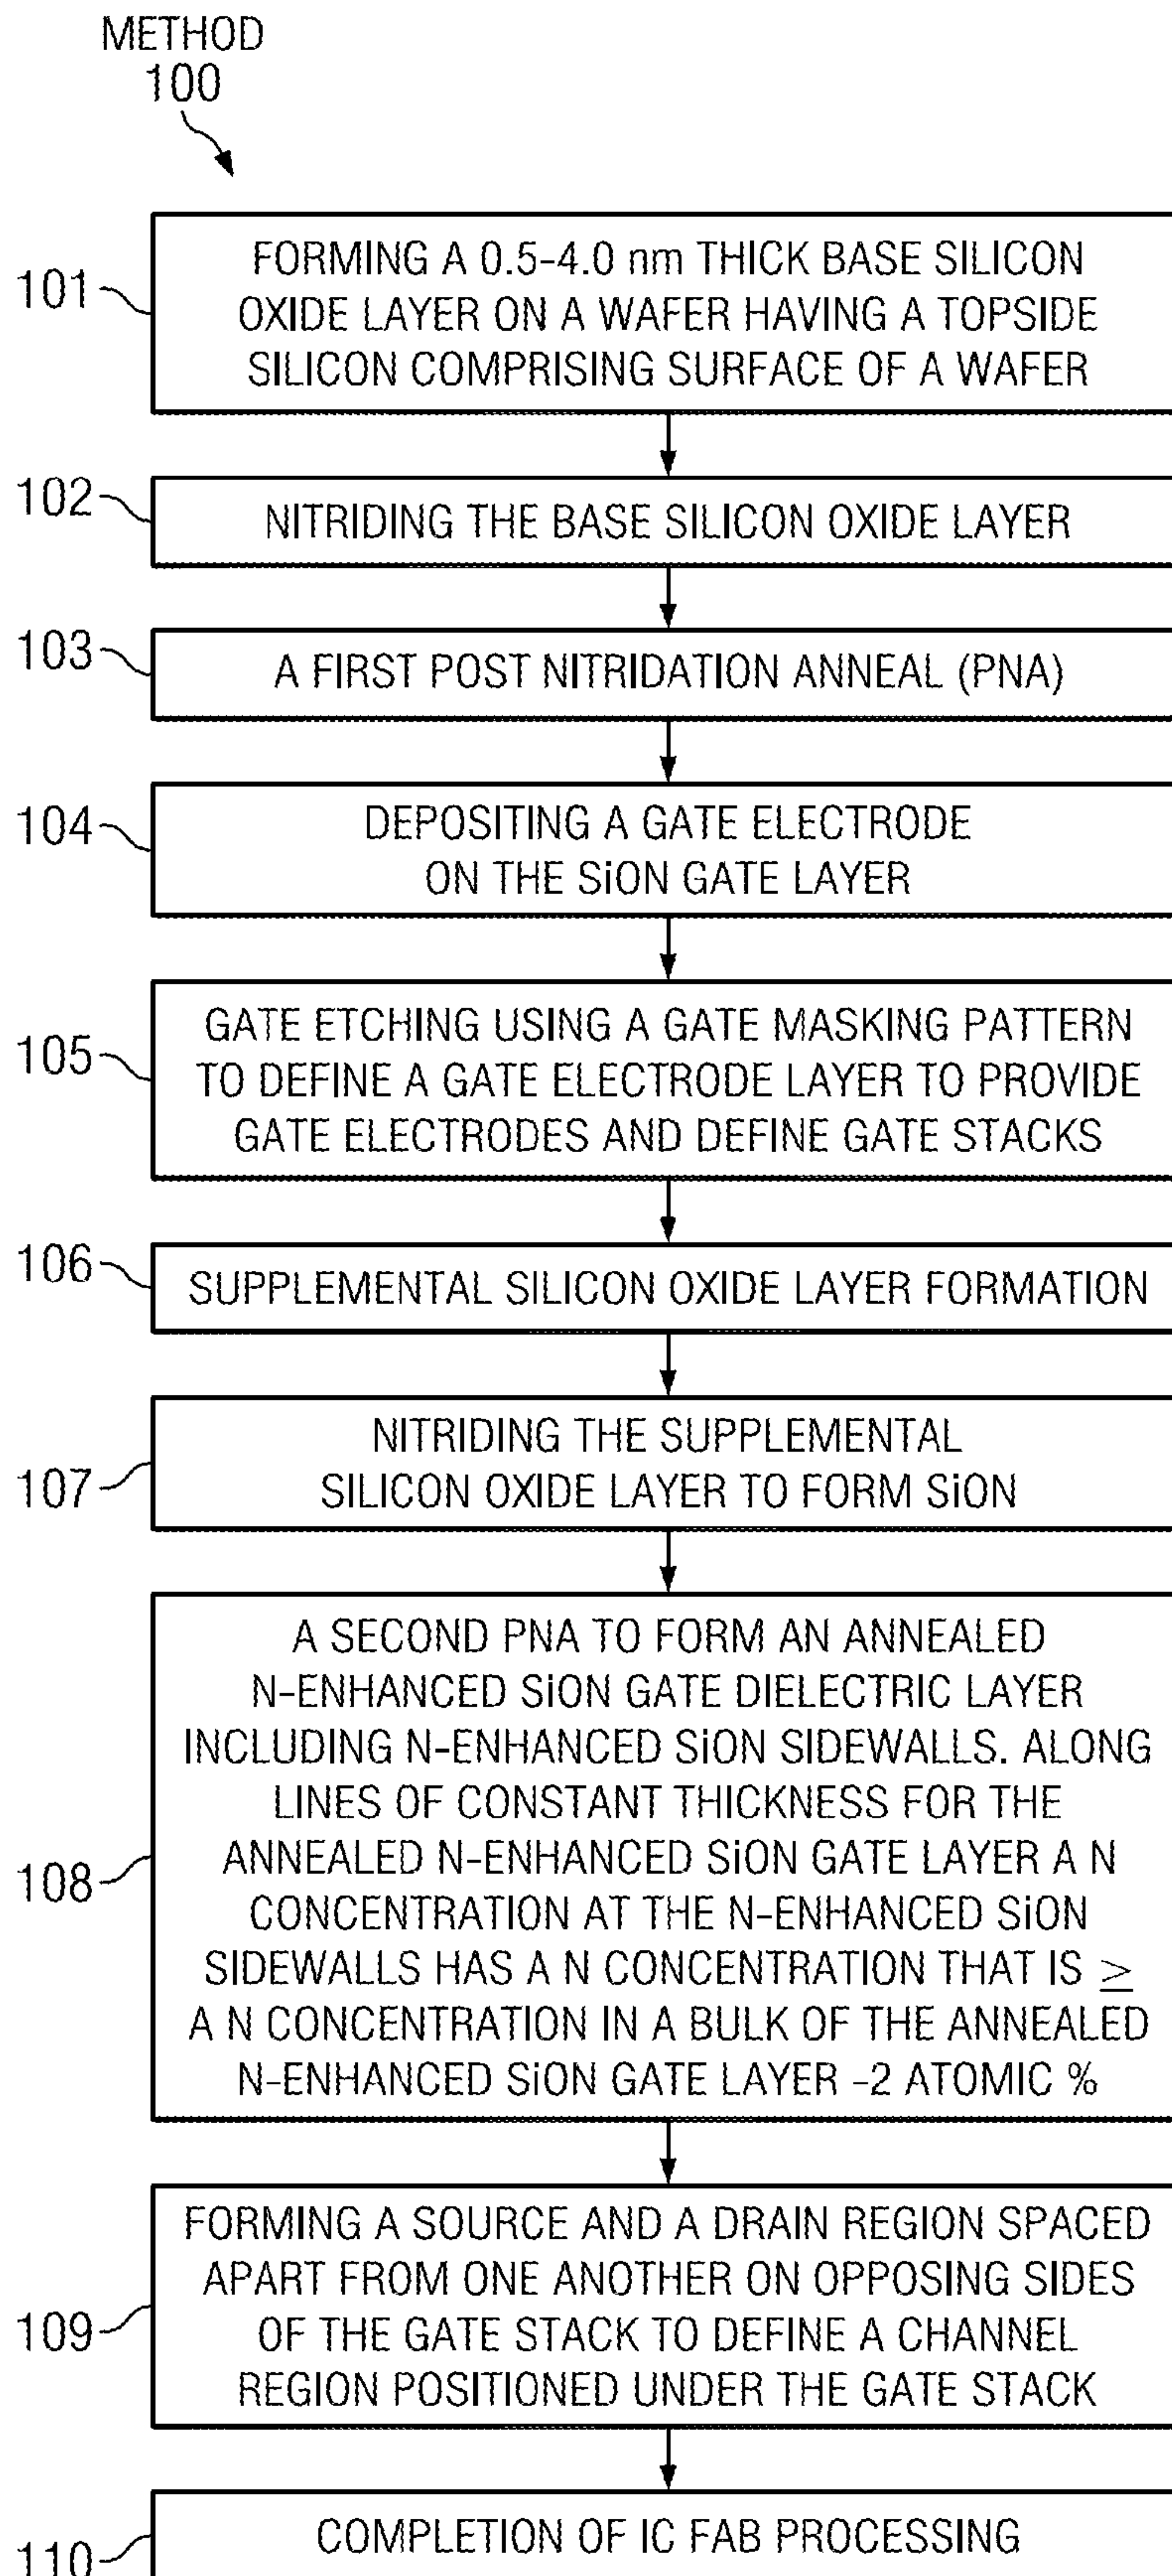 METHOD
100
101
FORMING A 0.5-4.0 nm THICK BASE SILICON
OXIDE LAYER ON A WAFER HAVING A TOPSIDE
SILICON COMPRISING SURFACE OF A WAFER
102
NITRIDING THE BASE SILICON OXIDE LAYER
103
A FIRST POST NITRIDATION ANNEAL (PNA)
104
DEPOSITING A GATE ELECTRODE
ON THE SiON GATE LAYER
105
GATE ETCHING USING A GATE MASKING PATTERN
TO DEFINE A GATE ELECTRODE LAYER TO PROVIDE
GATE ELECTRODES AND DEFINE GATE STACKS
106
SUPPLEMENTAL SILICON OXIDE LAYER FORMATION
107
NITRIDING THE SUPPLEMENTAL
SILICON OXIDE LAYER TO FORM SiON
108
A SECOND PNA TO FORM AN ANNEALED
N-ENHANCED SiON GATE DIELECTRIC LAYER
INCLUDING N-ENHANCED SiON SIDEWALLS. ALONG
LINES OF CONSTANT THICKNESS FOR THE
ANNEALED N-ENHANCED SiON GATE LAYER A N
CONCENTRATION AT THE N-ENHANCED SiON
SIDEWALLS HAS A N CONCENTRATION THAT IS ≥
A N CONCENTRATION IN A BULK OF THE ANNEALED
N-ENHANCED SiON GATE LAYER -2 ATOMIC %
109
FORMING A SOURCE AND A DRAIN REGION SPACED
APART FROM ONE ANOTHER ON OPPOSING SIDES
OF THE GATE STACK TO DEFINE A CHANNEL
REGION POSITIONED UNDER THE GATE STACK
110
COMPLETION OF IC FAB PROCESSING